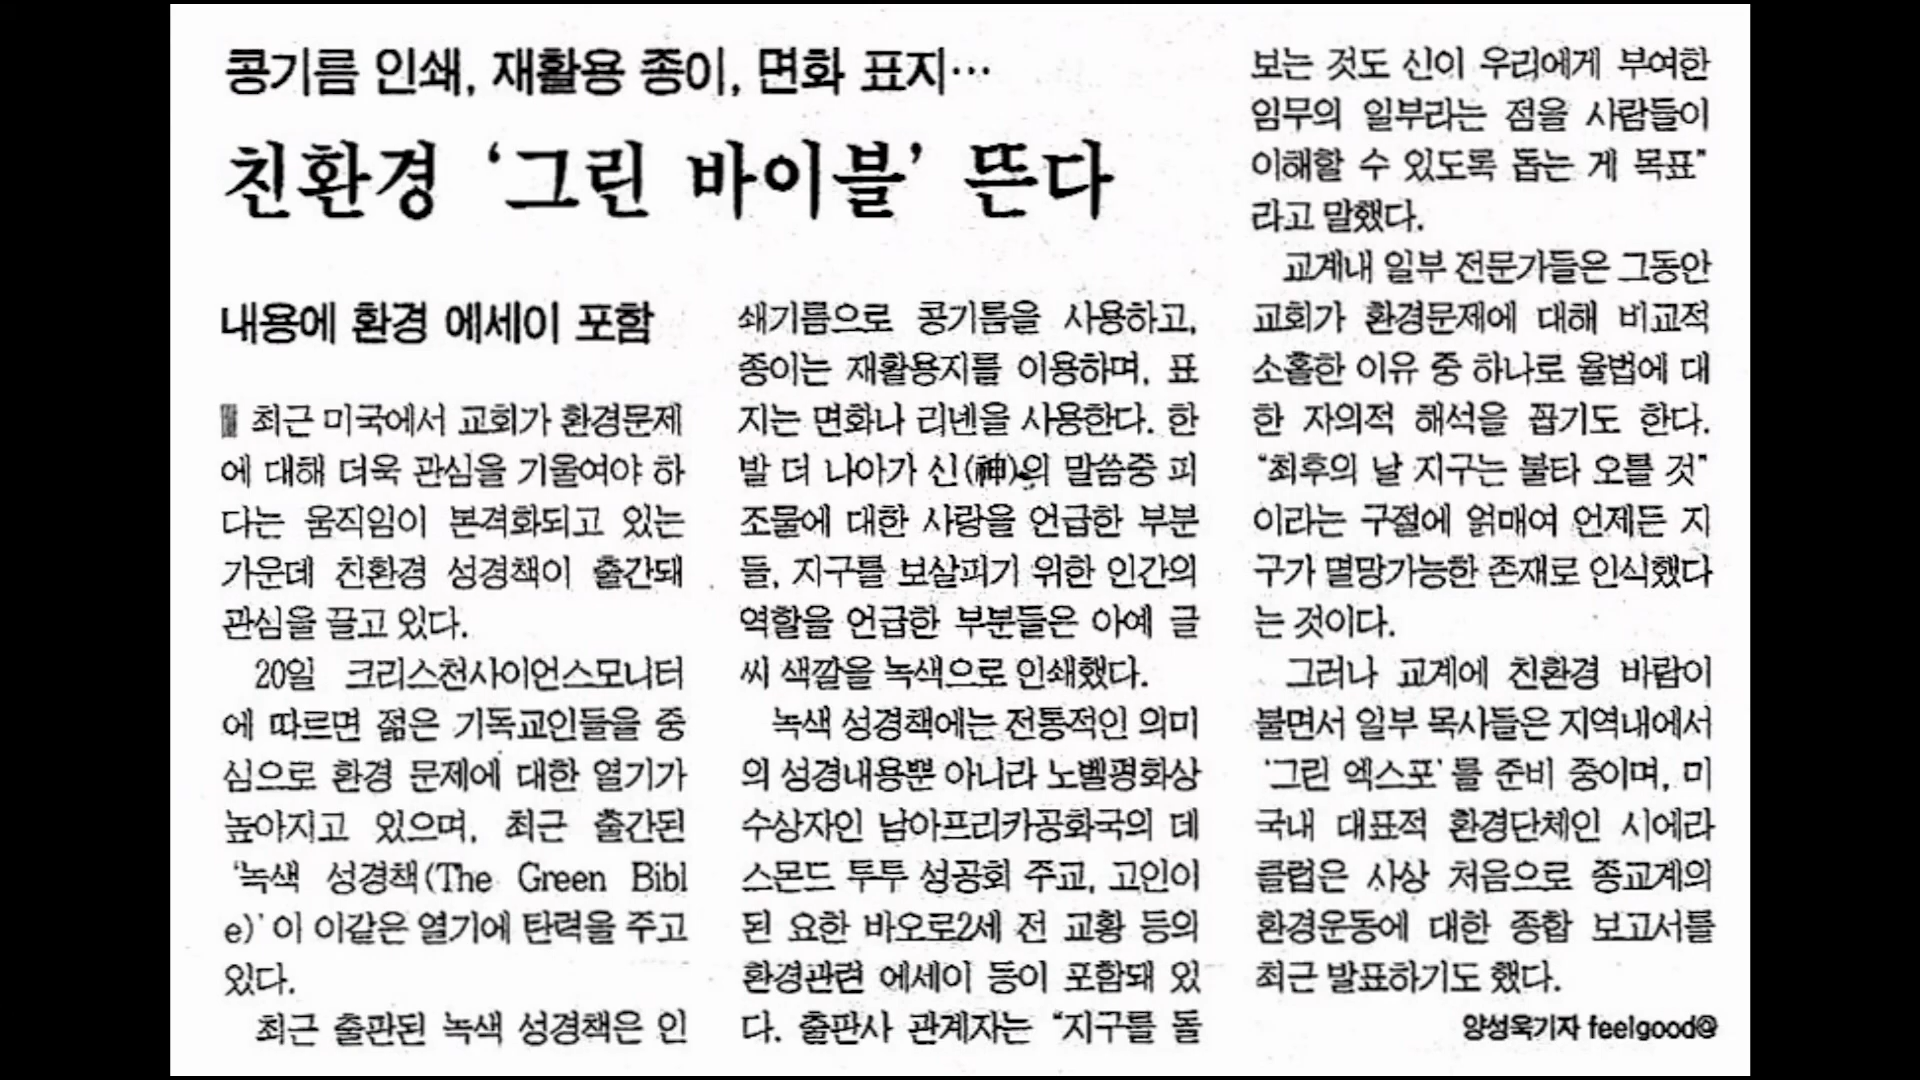 콩기름 인쇄, 재활용 종이, 면화 표지…
친환경 ‘그린 바이블’ 뜬다
내용에 환경 에세이 포함
최근 미국에서 교회가 환경문제
에 대해 더욱 관심을 기울여야 하
다는 움직임이 본격화되고 있는
가운데 친환경 성경책이 출간돼
관심을 끌고 있다.
20일 크리스천사이언스모니터
에 따르면 젊은 기독교인들을 중
심으로 환경 문제에 대한 열기가
높아지고 있으며, 최근 출간된
‘녹색 성경책(The Green Bibl
e)’이 이같은 열기에 탄력을 주고
있다.
최근 출판된 녹색 성경책은 인
쇄기름으로 콩기름을 사용하고,
종이는 재활용지를 이용하며, 표
지는 면화나 리넨을 사용한다. 한
발 더 나아가 신(神)의 말씀중 피
조물에 대한 사랑을 언급한 부분
들, 지구를 보살피기 위한 인간의
역할을 언급한 부분들은 아예 글
씨 색깔을 녹색으로 인쇄했다.
녹색 성경책에는 전통적인 의미
의 성경내용뿐 아니라 노벨평화상
수상자인 남아프리카공화국의 데
스몬드 투투 성공회 주교, 고인이
된 요한 바오로2세 전 교황 등의
환경관련 에세이 등이 포함돼 있
다. 출판사 관계자는 “지구를 돌
보는 것도 신이 우리에게 부여한
임무의 일부라는 점을 사람들이
이해할 수 있도록 돕는 게 목표”
라고 말했다.
교계내 일부 전문가들은 그동안
교회가 환경문제에 대해 비교적
소홀한 이유 중 하나로 율법에 대
한 자의적 해석을 꼽기도 한다.
“최후의 날 지구는 불타 오를 것”
이라는 구절에 얽매여 언제든 지
구가 멸망가능한 존재로 인식했다
는 것이다.
그러나 교계에 친환경 바람이
불면서 일부 목사들은 지역내에서
‘그린 엑스포’를 준비 중이며, 미
국내 대표적 환경단체인 시에라
클럽은 사상 처음으로 종교계의
환경운동에 대한 종합 보고서를
최근 발표하기도 했다.
양성욱기자 feelgood@